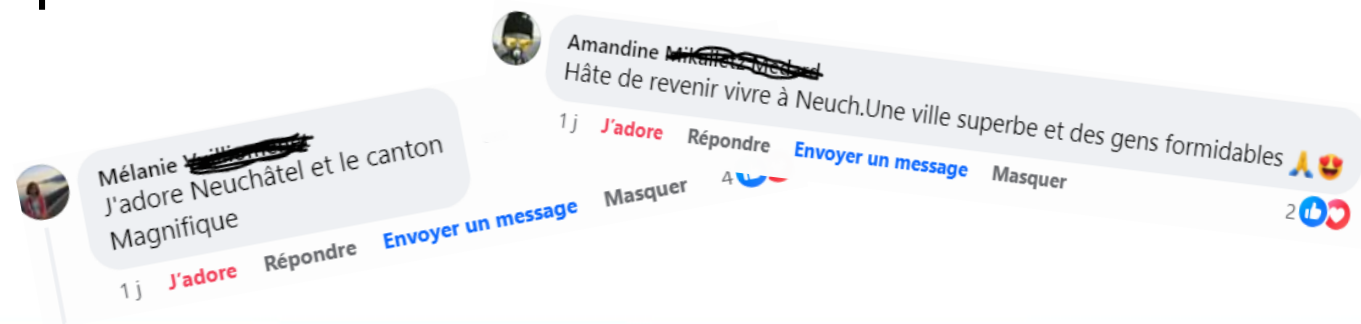 Mélanie
J'adore Neuchâtel et le canton
Magnifique
1 j J'adore Répondre Envoyer un message Masquer 4
Amandine
Hâte de revenir vivre à Neuch.Une ville superbe et des gens formidables 🙏😍
1 j J'adore Répondre Envoyer un message Masquer
2